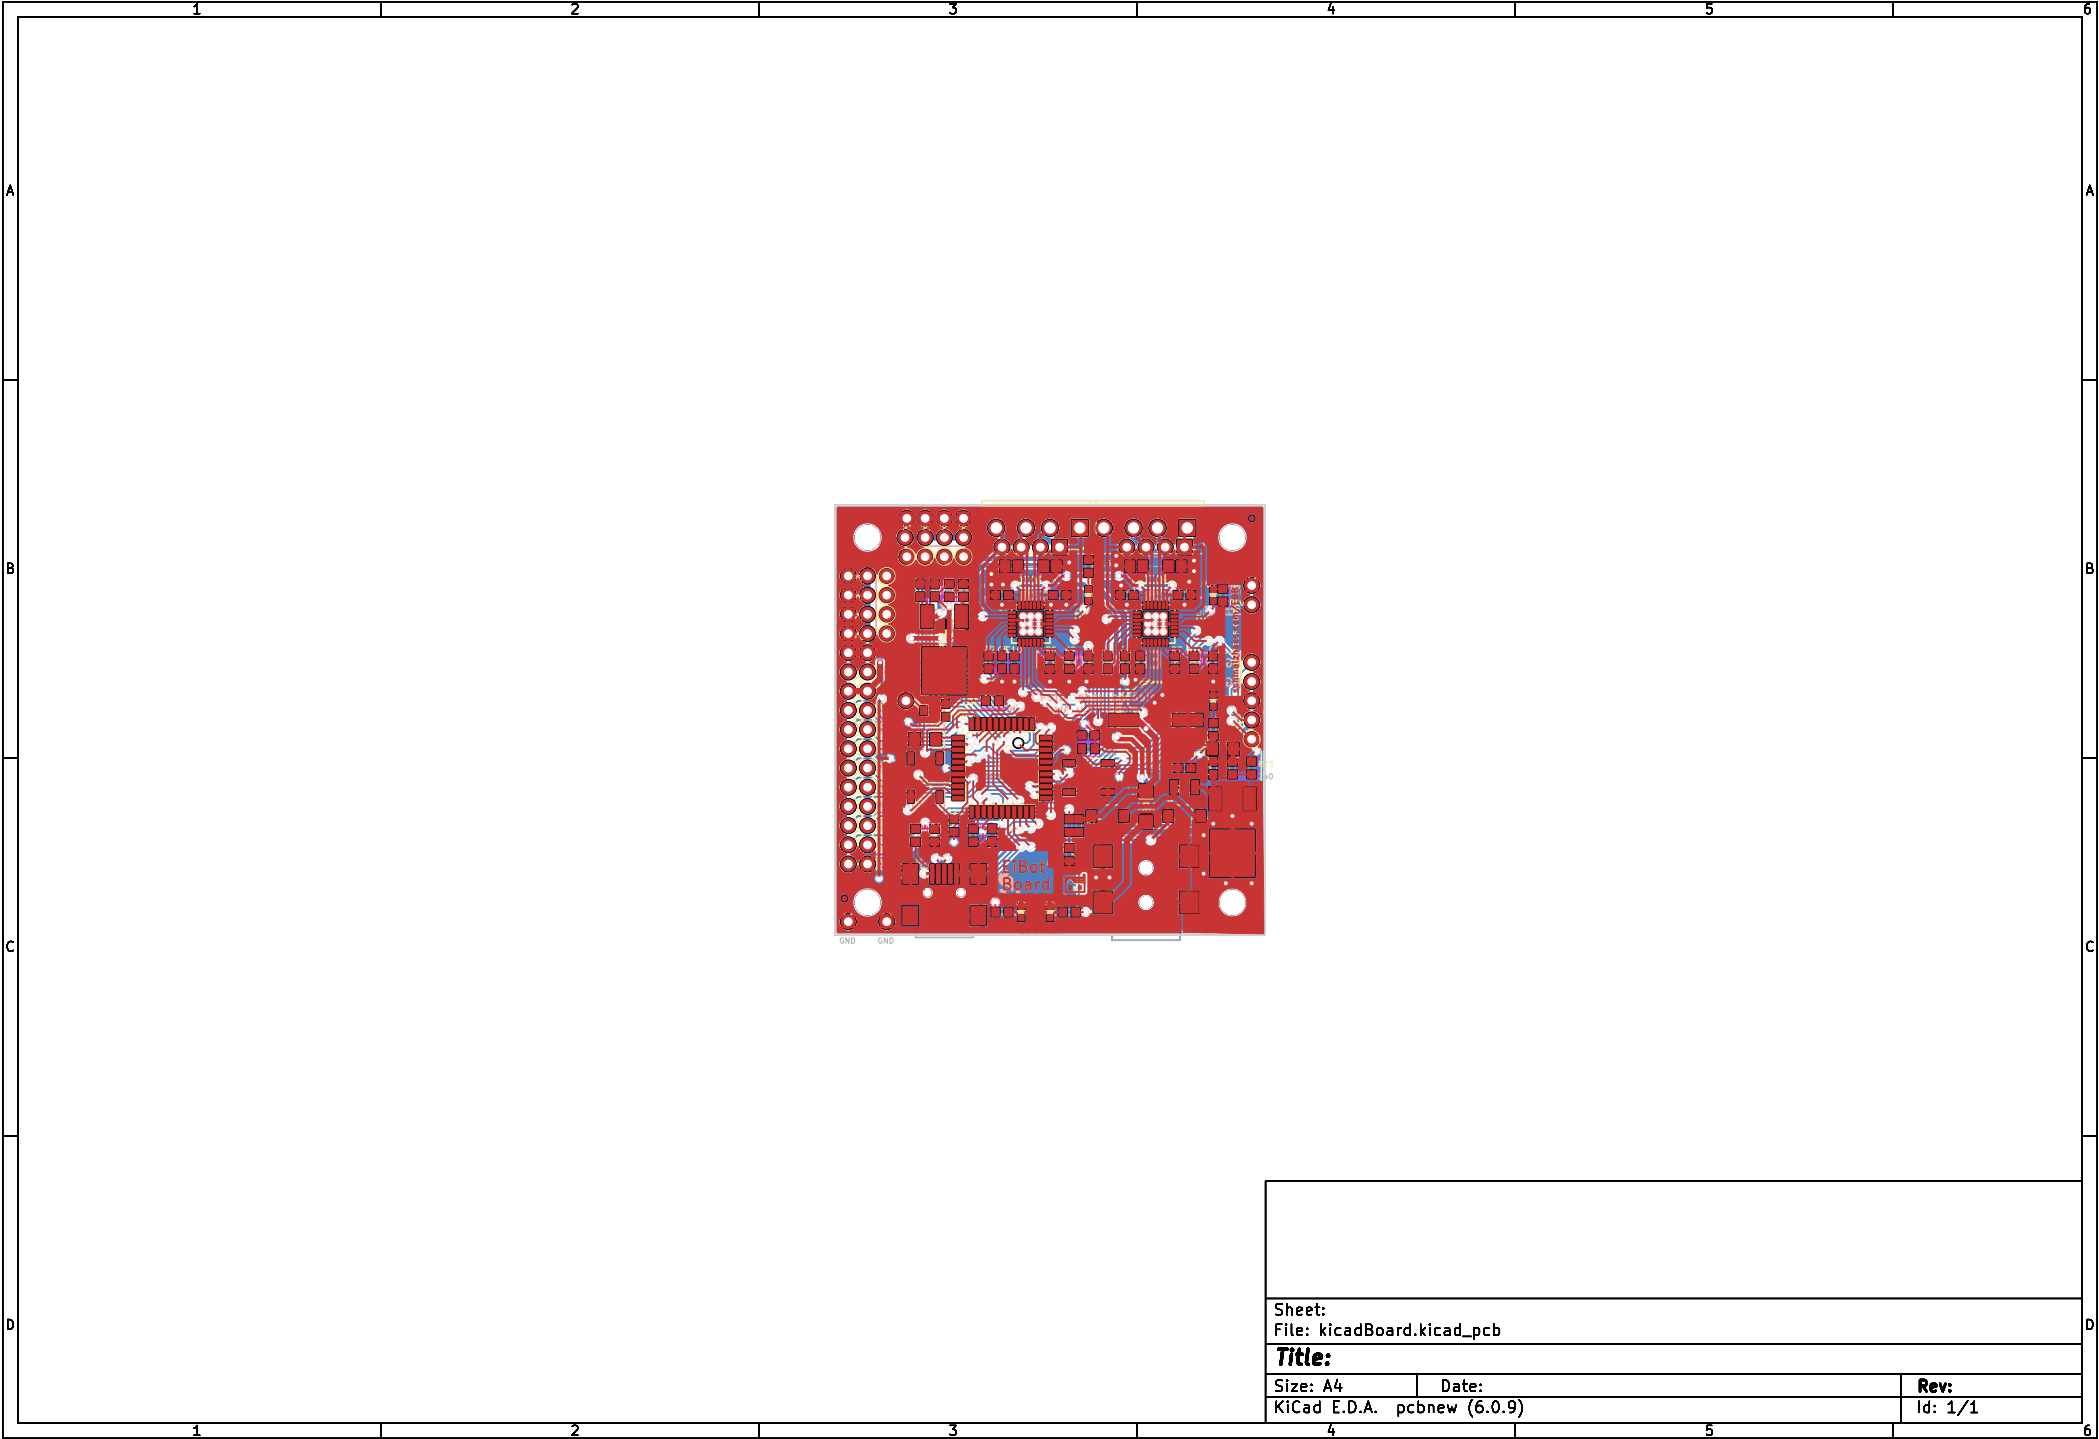 1 2 3 4 5 6
A A
B B
EiBot
Board
C C
GND GND
D D
Sheet:
File: kicadBoard.kicad_pcb
Title:
Size: A4 Date: Rev:
KiCad E.D.A. pcbnew (6.0.9) Id: 1/1
1 2 3 4 5 6